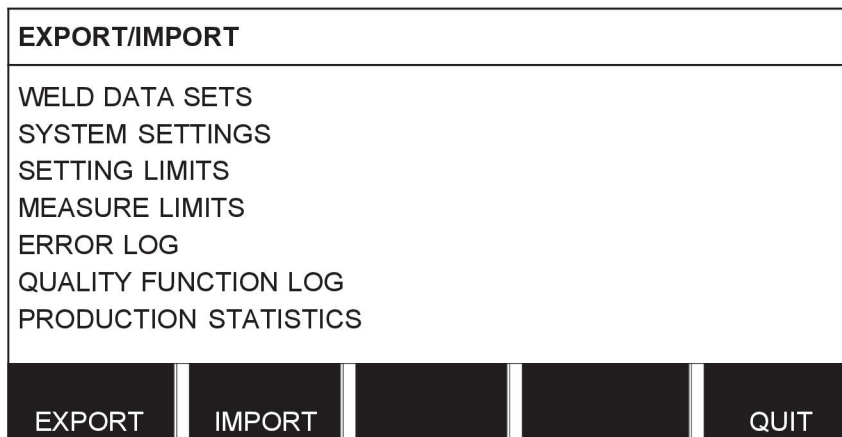 EXPORT/IMPORT
WELD DATA SETS
SYSTEM SETTINGS
SETTING LIMITS
MEASURE LIMITS
ERROR LOG
QUALITY FUNCTION LOG
PRODUCTION STATISTICS
EXPORT IMPORT QUIT